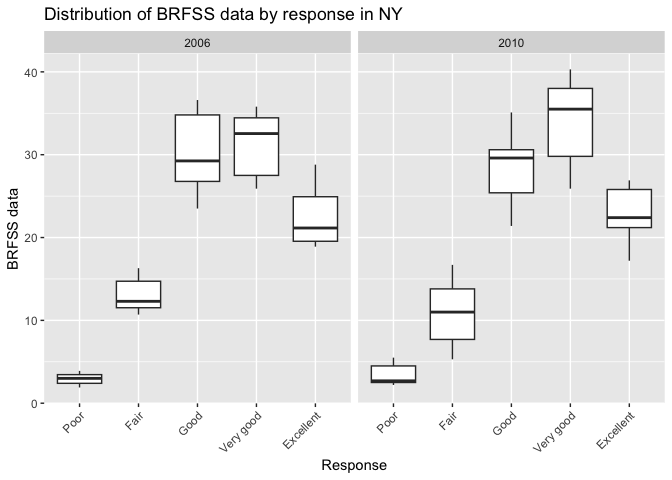 Distribution of BRFSS data by response in NY
2006
2010
BRFSS data
40
30
20
10
0
Poor
Fair
Good
Very good
Excellent
Poor
Fair
Good
Very good
Excellent
Response